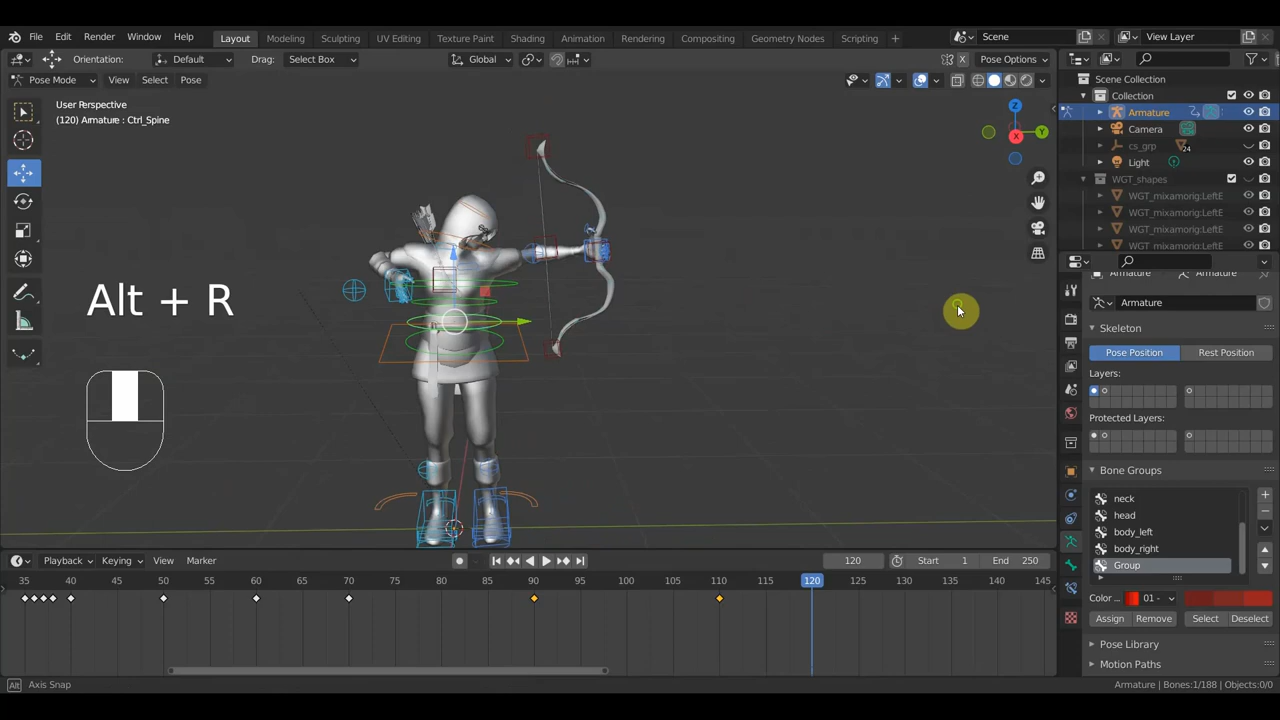 File Edit Render Window Help Layout Modeling Sculpting UV Editing Texture Paint Shading Animation Rendering Compositing Geometry Nodes Scripting + Scene View Layer
Orientation: Default Drag: Select Box Global Pose Options
Pose Mode View Select Pose
User Perspective
(120) Armature : Ctrl_Spine
Z
Y
X
Alt + R
Scene Collection
Collection
Armature
Camera
cs_grp 24
Light
WGT_shapes
WGT_mixamorig:LeftE
WGT_mixamorig:LeftE
WGT_mixamorig:LeftE
WGT_mixamorig:LeftE
Armature Armature
Armature
Skeleton
Pose Position Rest Position
Layers:
Protected Layers:
Bone Groups
neck
head
body_left
body_right
Group
Color ... 01 -
Assign Remove Select Deselect
Pose Library
Motion Paths
Playback Keying View Marker 120 Start 1 End 250
35 40 45 50 55 60 65 70 75 80 85 90 95 100 105 110 115 120 125 130 135 140 145
Alt Axis Snap Armature | Bones:1/188 | Objects:0/0